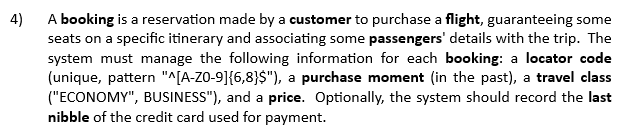 4) A booking is a reservation made by a customer to purchase a flight, guaranteeing some
seats on a specific itinerary and associating some passengers' details with the trip. The
system must manage the following information for each booking: a locator code
(unique, pattern "^[A-Z0-9]{6,8}$"), a purchase moment (in the past), a travel class
("ECONOMY", BUSINESS"), and a price. Optionally, the system should record the last
nibble of the credit card used for payment.